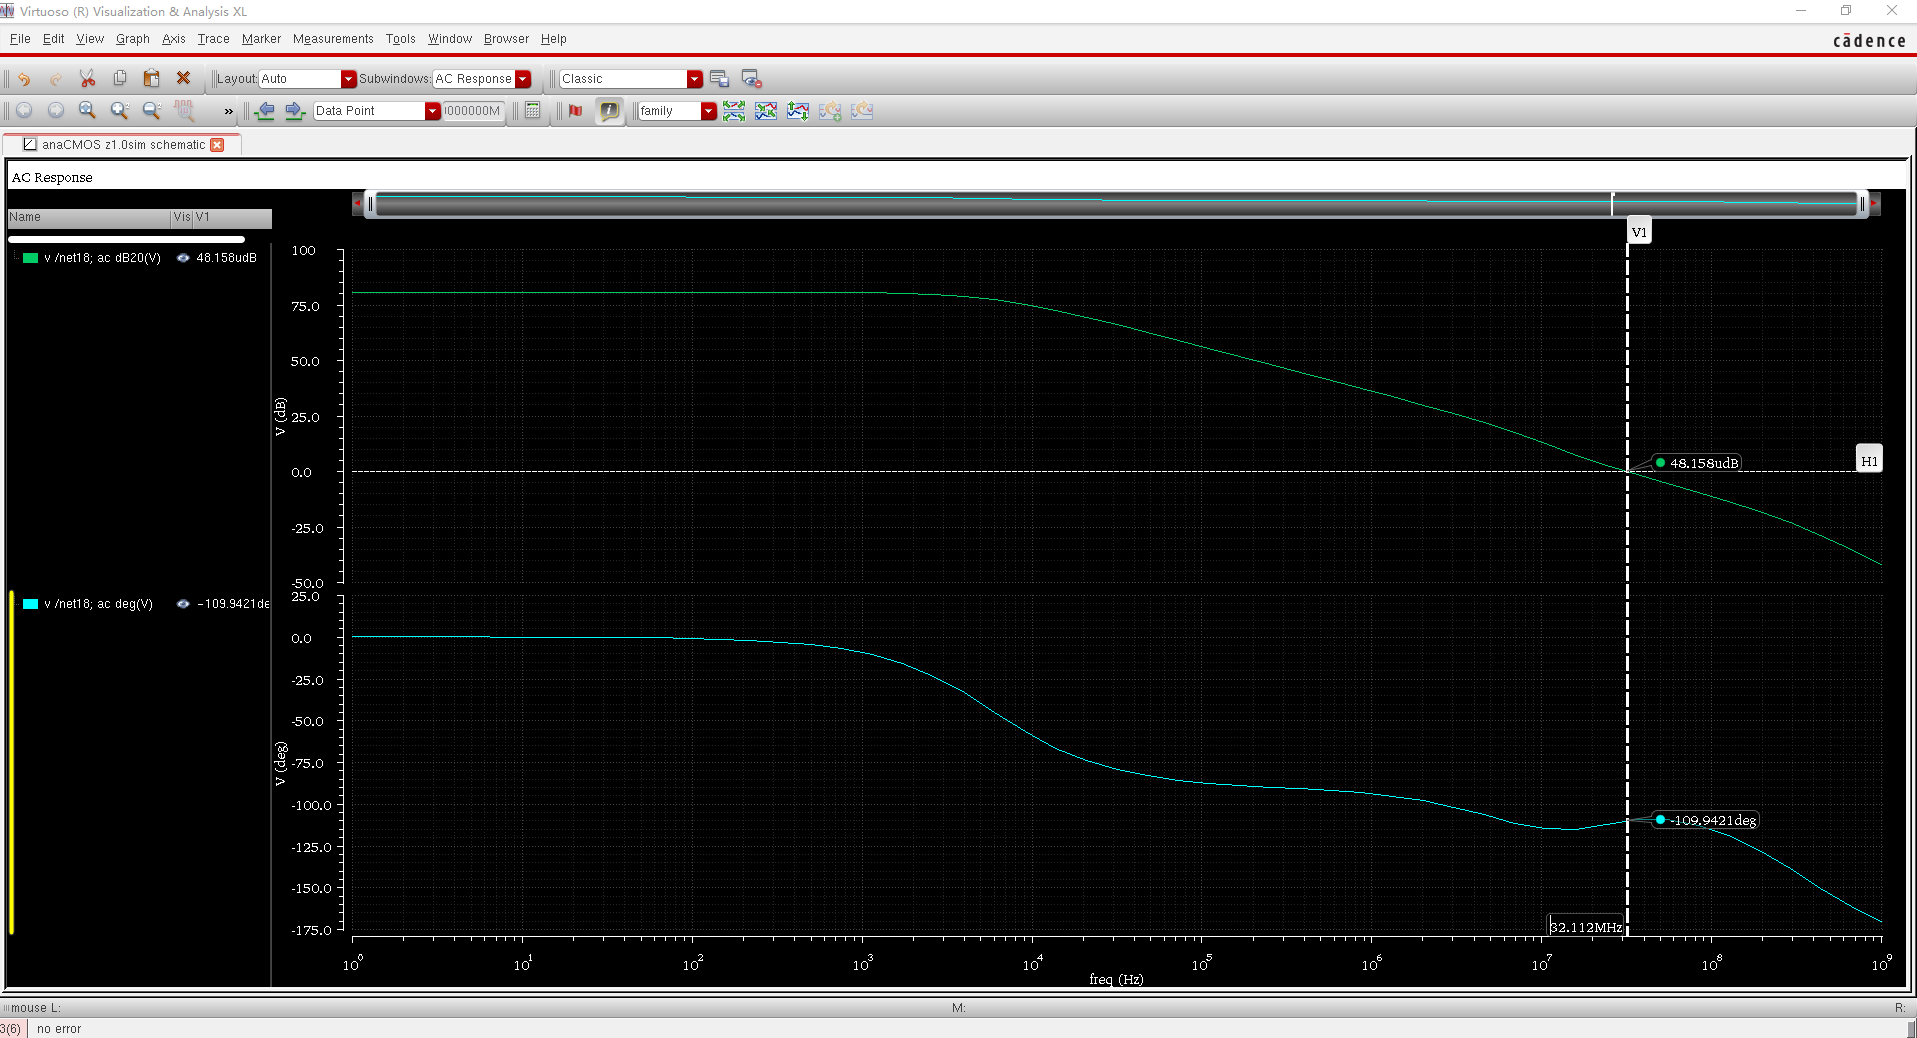 Virtuoso (R) Visualization & Analysis XL
File Edit View Graph Axis Trace Marker Measurements Tools Window Browser Help
cādence
Layout: Auto Subwindows: AC Response Classic
» Data Point 000000M family
anaCMOS z1.0sim schematic
AC Response
Name Vis V1
V1
v /net18; ac dB20(V) 48.158udB
100
75.0
50.0
25.0
0.0
-25.0
-50.0
V (dB)
48.158udB
H1
v /net18; ac deg(V) -109.9421de
25.0
0.0
-25.0
-50.0
-75.0
-100.0
-125.0
-150.0
-175.0
V (deg)
-109.9421deg
32.112MHz
10^0 10^1 10^2 10^3 10^4 10^5 10^6 10^7 10^8 10^9
freq (Hz)
mouse L: M: R:
3(6) no error